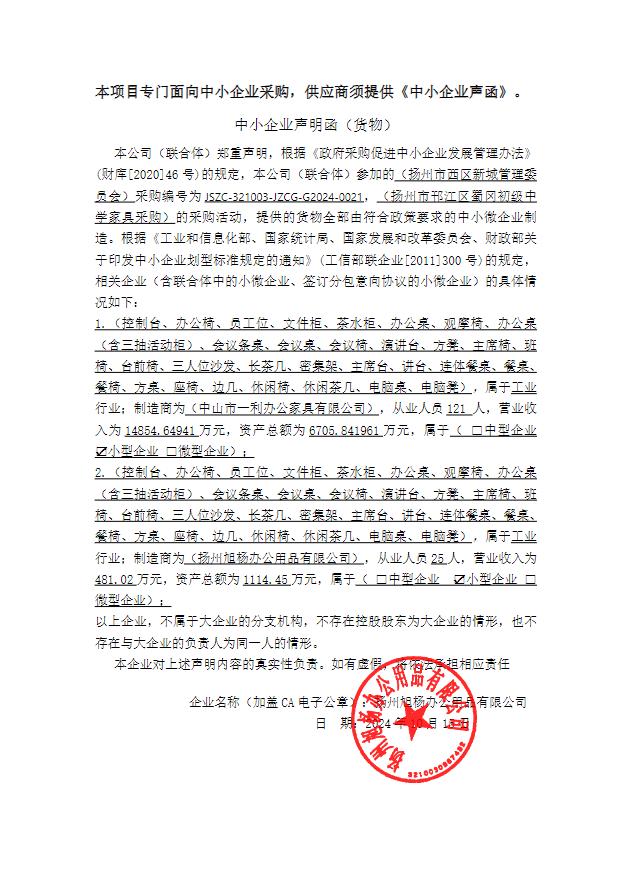 本项目专门面向中小企业采购，供应商须提供《中小企业声函》。
中小企业声明函（货物）
本公司（联合体）郑重声明，根据《政府采购促进中小企业发展管理办法》
(财库[2020]46 号)的规定，本公司（联合体）参加的（扬州市西区新城管理委
员会）采购编号为 JSZC-321003-JZCG-G2024-0021，（扬州市邗江区蜀冈初级中
学家具采购）的采购活动，提供的货物全部由符合政策要求的中小微企业制
造。根据《工业和信息化部、国家统计局、国家发展和改革委员会、财政部关
于印发中小企业划型标准规定的通知》(工信部联企业[2011]300 号)的规定，
相关企业（含联合体中的小微企业、签订分包意向协议的小微企业）的具体情
况如下：
1.（控制台、办公椅、员工位、文件柜、茶水柜、办公桌、观摩椅、办公桌
（含三抽活动柜）、会议条桌、会议桌、会议椅、演讲台、方凳、主席椅、班
椅、台前椅、三人位沙发、长茶几、密集架、主席台、讲台、连体餐桌、餐桌、
餐椅、方桌、座椅、边几、休闲椅、休闲茶几、电脑桌、电脑凳），属于工业
行业；制造商为（中山市一利办公家具有限公司），从业人员 121 人，营业收
入为 14854.64941 万元，资产总额为 6705.841961 万元，属于（ □中型企业
☑小型企业 □微型企业）；
2.（控制台、办公椅、员工位、文件柜、茶水柜、办公桌、观摩椅、办公桌
（含三抽活动柜）、会议条桌、会议桌、会议椅、演讲台、方凳、主席椅、班
椅、台前椅、三人位沙发、长茶几、密集架、主席台、讲台、连体餐桌、餐桌、
餐椅、方桌、座椅、边几、休闲椅、休闲茶几、电脑桌、电脑凳），属于工业
行业；制造商为（扬州旭杨办公用品有限公司），从业人员 25 人，营业收入为
481.02 万元，资产总额为 1114.45 万元，属于（ □中型企业 ☑小型企业 □
微型企业）；
以上企业，不属于大企业的分支机构，不存在控股股东为大企业的情形，也不
存在与大企业的负责人为同一人的情形。
本企业对上述声明内容的真实性负责。如有虚假，将依法承担相应责任
企业名称（加盖 CA 电子公章）：扬州旭杨办公用品有限公司
日 期：2024 年 10 月 15 日
扬州旭杨办公用品有限公司